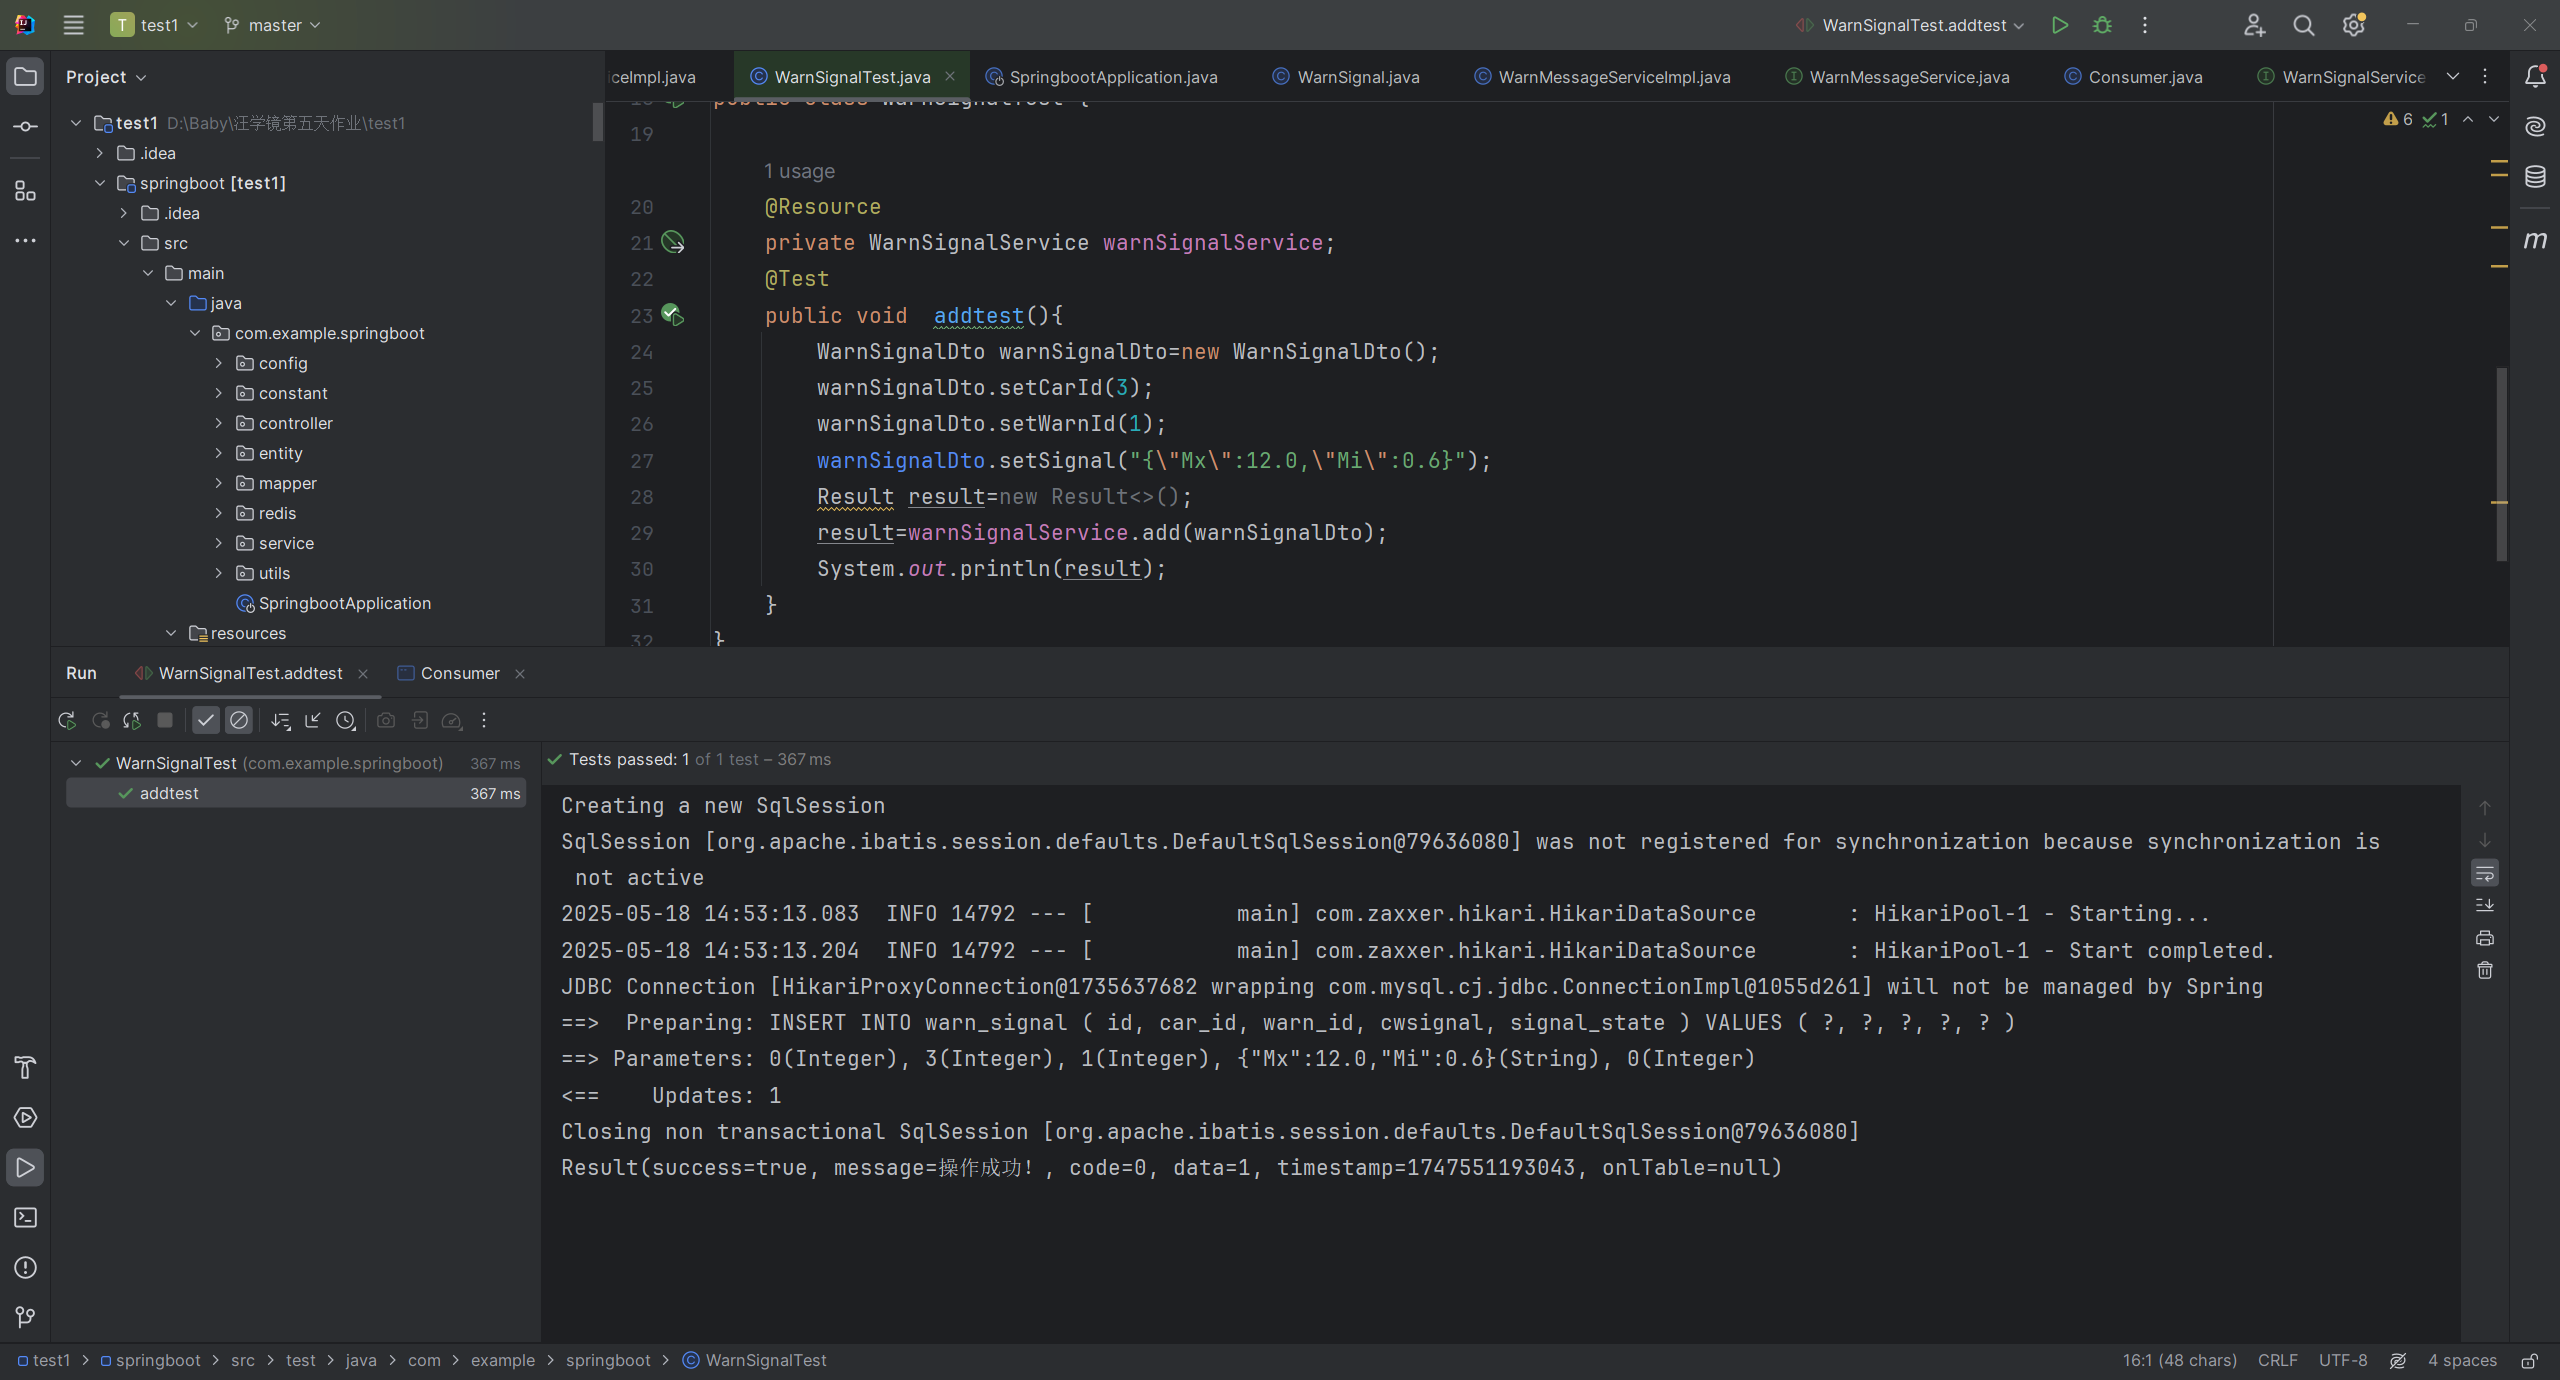 T test1 master WarnSignalTest.addtest
Project
iceImpl.java WarnSignalTest.java SpringbootApplication.java WarnSignal.java WarnMessageServiceImpl.java WarnMessageService.java Consumer.java WarnSignalService
test1 D:\Baby\汪学镜第五天作业\test1
.idea
springboot [test1]
.idea
src
main
java
com.example.springboot
config
constant
controller
entity
mapper
redis
service
utils
SpringbootApplication
resources
6 1
18 public class WarnSignalTest {
19
1 usage
20 @Resource
21 private WarnSignalService warnSignalService;
22 @Test
23 public void  addtest(){
24 WarnSignalDto warnSignalDto=new WarnSignalDto();
25 warnSignalDto.setCarId(3);
26 warnSignalDto.setWarnId(1);
27 warnSignalDto.setSignal("{\"Mx\":12.0,\"Mi\":0.6}");
28 Result result=new Result<>();
29 result=warnSignalService.add(warnSignalDto);
30 System.out.println(result);
31 }
32 }
Run WarnSignalTest.addtest Consumer
WarnSignalTest (com.example.springboot) 367 ms
addtest 367 ms
Tests passed: 1 of 1 test – 367 ms
Creating a new SqlSession
SqlSession [org.apache.ibatis.session.defaults.DefaultSqlSession@79636080] was not registered for synchronization because synchronization is
not active
2025-05-18 14:53:13.083  INFO 14792 --- [           main] com.zaxxer.hikari.HikariDataSource       : HikariPool-1 - Starting...
2025-05-18 14:53:13.204  INFO 14792 --- [           main] com.zaxxer.hikari.HikariDataSource       : HikariPool-1 - Start completed.
JDBC Connection [HikariProxyConnection@1735637682 wrapping com.mysql.cj.jdbc.ConnectionImpl@1055d261] will not be managed by Spring
==>  Preparing: INSERT INTO warn_signal ( id, car_id, warn_id, cwsignal, signal_state ) VALUES ( ?, ?, ?, ?, ? )
==> Parameters: 0(Integer), 3(Integer), 1(Integer), {"Mx":12.0,"Mi":0.6}(String), 0(Integer)
<==    Updates: 1
Closing non transactional SqlSession [org.apache.ibatis.session.defaults.DefaultSqlSession@79636080]
Result(success=true, message=操作成功！, code=0, data=1, timestamp=1747551193043, onlTable=null)
test1 > springboot > src > test > java > com > example > springboot > WarnSignalTest
16:1 (48 chars) CRLF UTF-8 4 spaces